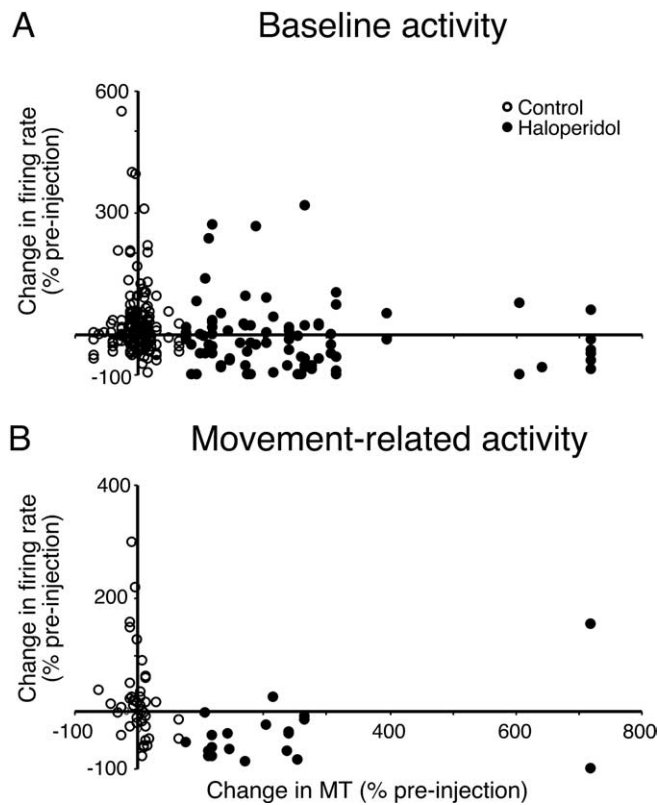 A
Baseline activity
600
300
-100
Change in firing rate
(% pre-injection)
Control
Haloperidol
B
Movement-related activity
400
200
-100
Change in firing rate
(% pre-injection)
-100
200
400
600
800
Change in MT (% pre-injection)